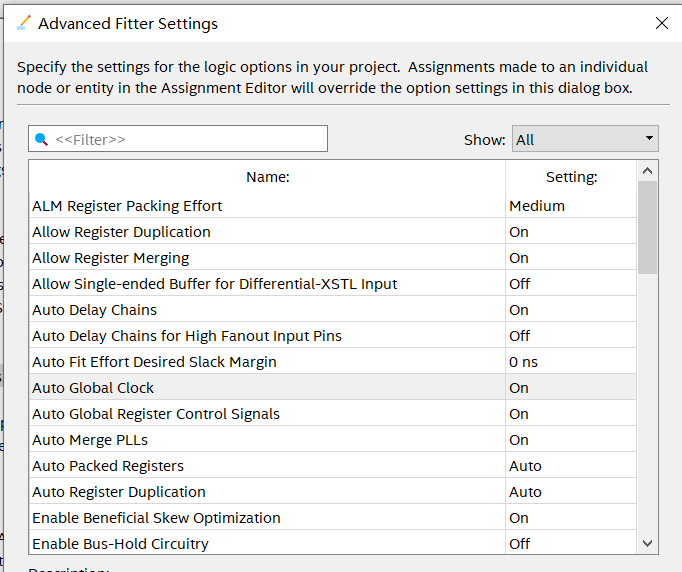 Advanced Fitter Settings
Specify the settings for the logic options in your project. Assignments made to an individual
node or entity in the Assignment Editor will override the option settings in this dialog box.
<<Filter>> Show: All
Name: Setting:
ALM Register Packing Effort Medium
Allow Register Duplication On
Allow Register Merging On
Allow Single-ended Buffer for Differential-XSTL Input Off
Auto Delay Chains On
Auto Delay Chains for High Fanout Input Pins Off
Auto Fit Effort Desired Slack Margin 0 ns
Auto Global Clock On
Auto Global Register Control Signals On
Auto Merge PLLs On
Auto Packed Registers Auto
Auto Register Duplication Auto
Enable Beneficial Skew Optimization On
Enable Bus-Hold Circuitry Off
Description: